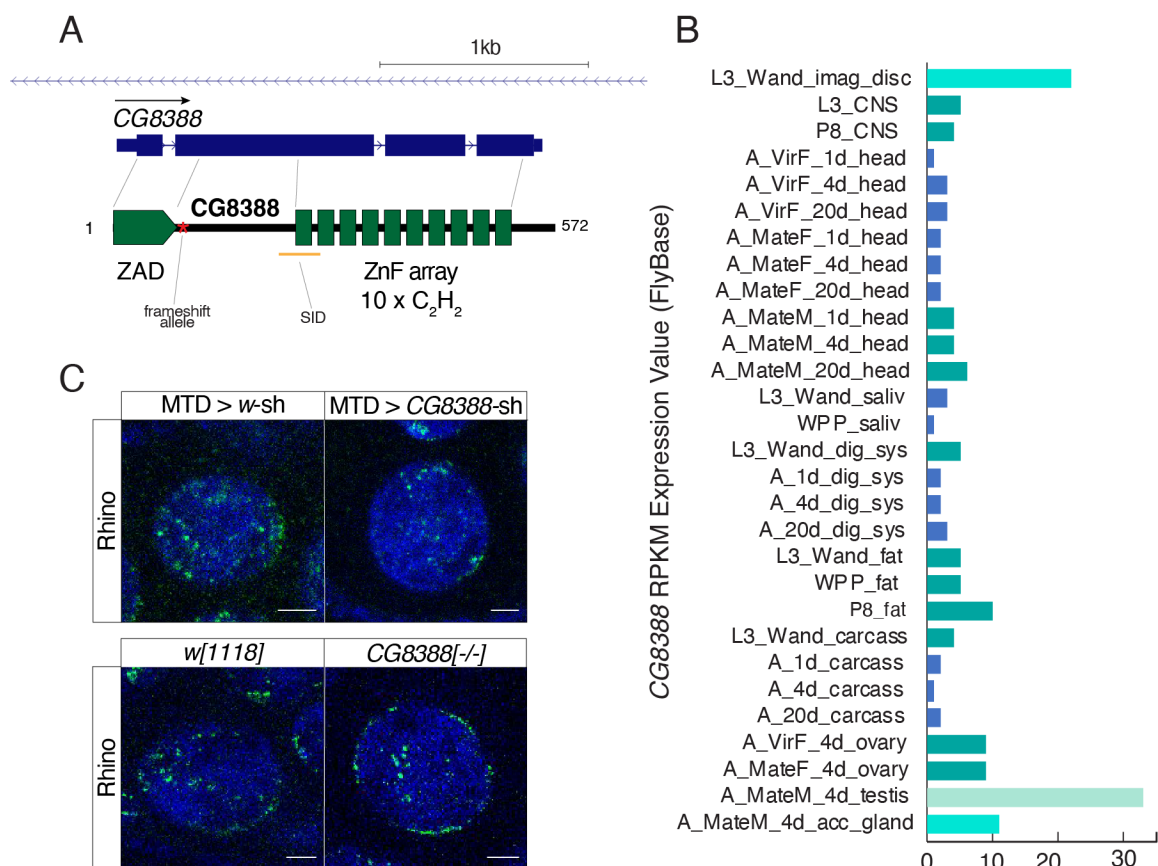 A
1kb
CG8388
CG8388
1
572
ZAD
ZnF array
10 x C₂H₂
frameshift
allele
SID
B
CG8388 RPKM Expression Value (FlyBase)
L3_Wand_imag_disc
L3_CNS
P8_CNS
A_VirF_1d_head
A_VirF_4d_head
A_VirF_20d_head
A_MateF_1d_head
A_MateF_4d_head
A_MateF_20d_head
A_MateM_1d_head
A_MateM_4d_head
A_MateM_20d_head
L3_Wand_saliv
WPP_saliv
L3_Wand_dig_sys
A_1d_dig_sys
A_4d_dig_sys
A_20d_dig_sys
L3_Wand_fat
WPP_fat
P8_fat
L3_Wand_carcass
A_1d_carcass
A_4d_carcass
A_20d_carcass
A_VirF_4d_ovary
A_MateF_4d_ovary
A_MateM_4d_testis
A_MateM_4d_acc_gland
0 10 20 30
C
MTD > w-sh
MTD > CG8388-sh
Rhino
w[1118]
CG8388[-/-]
Rhino